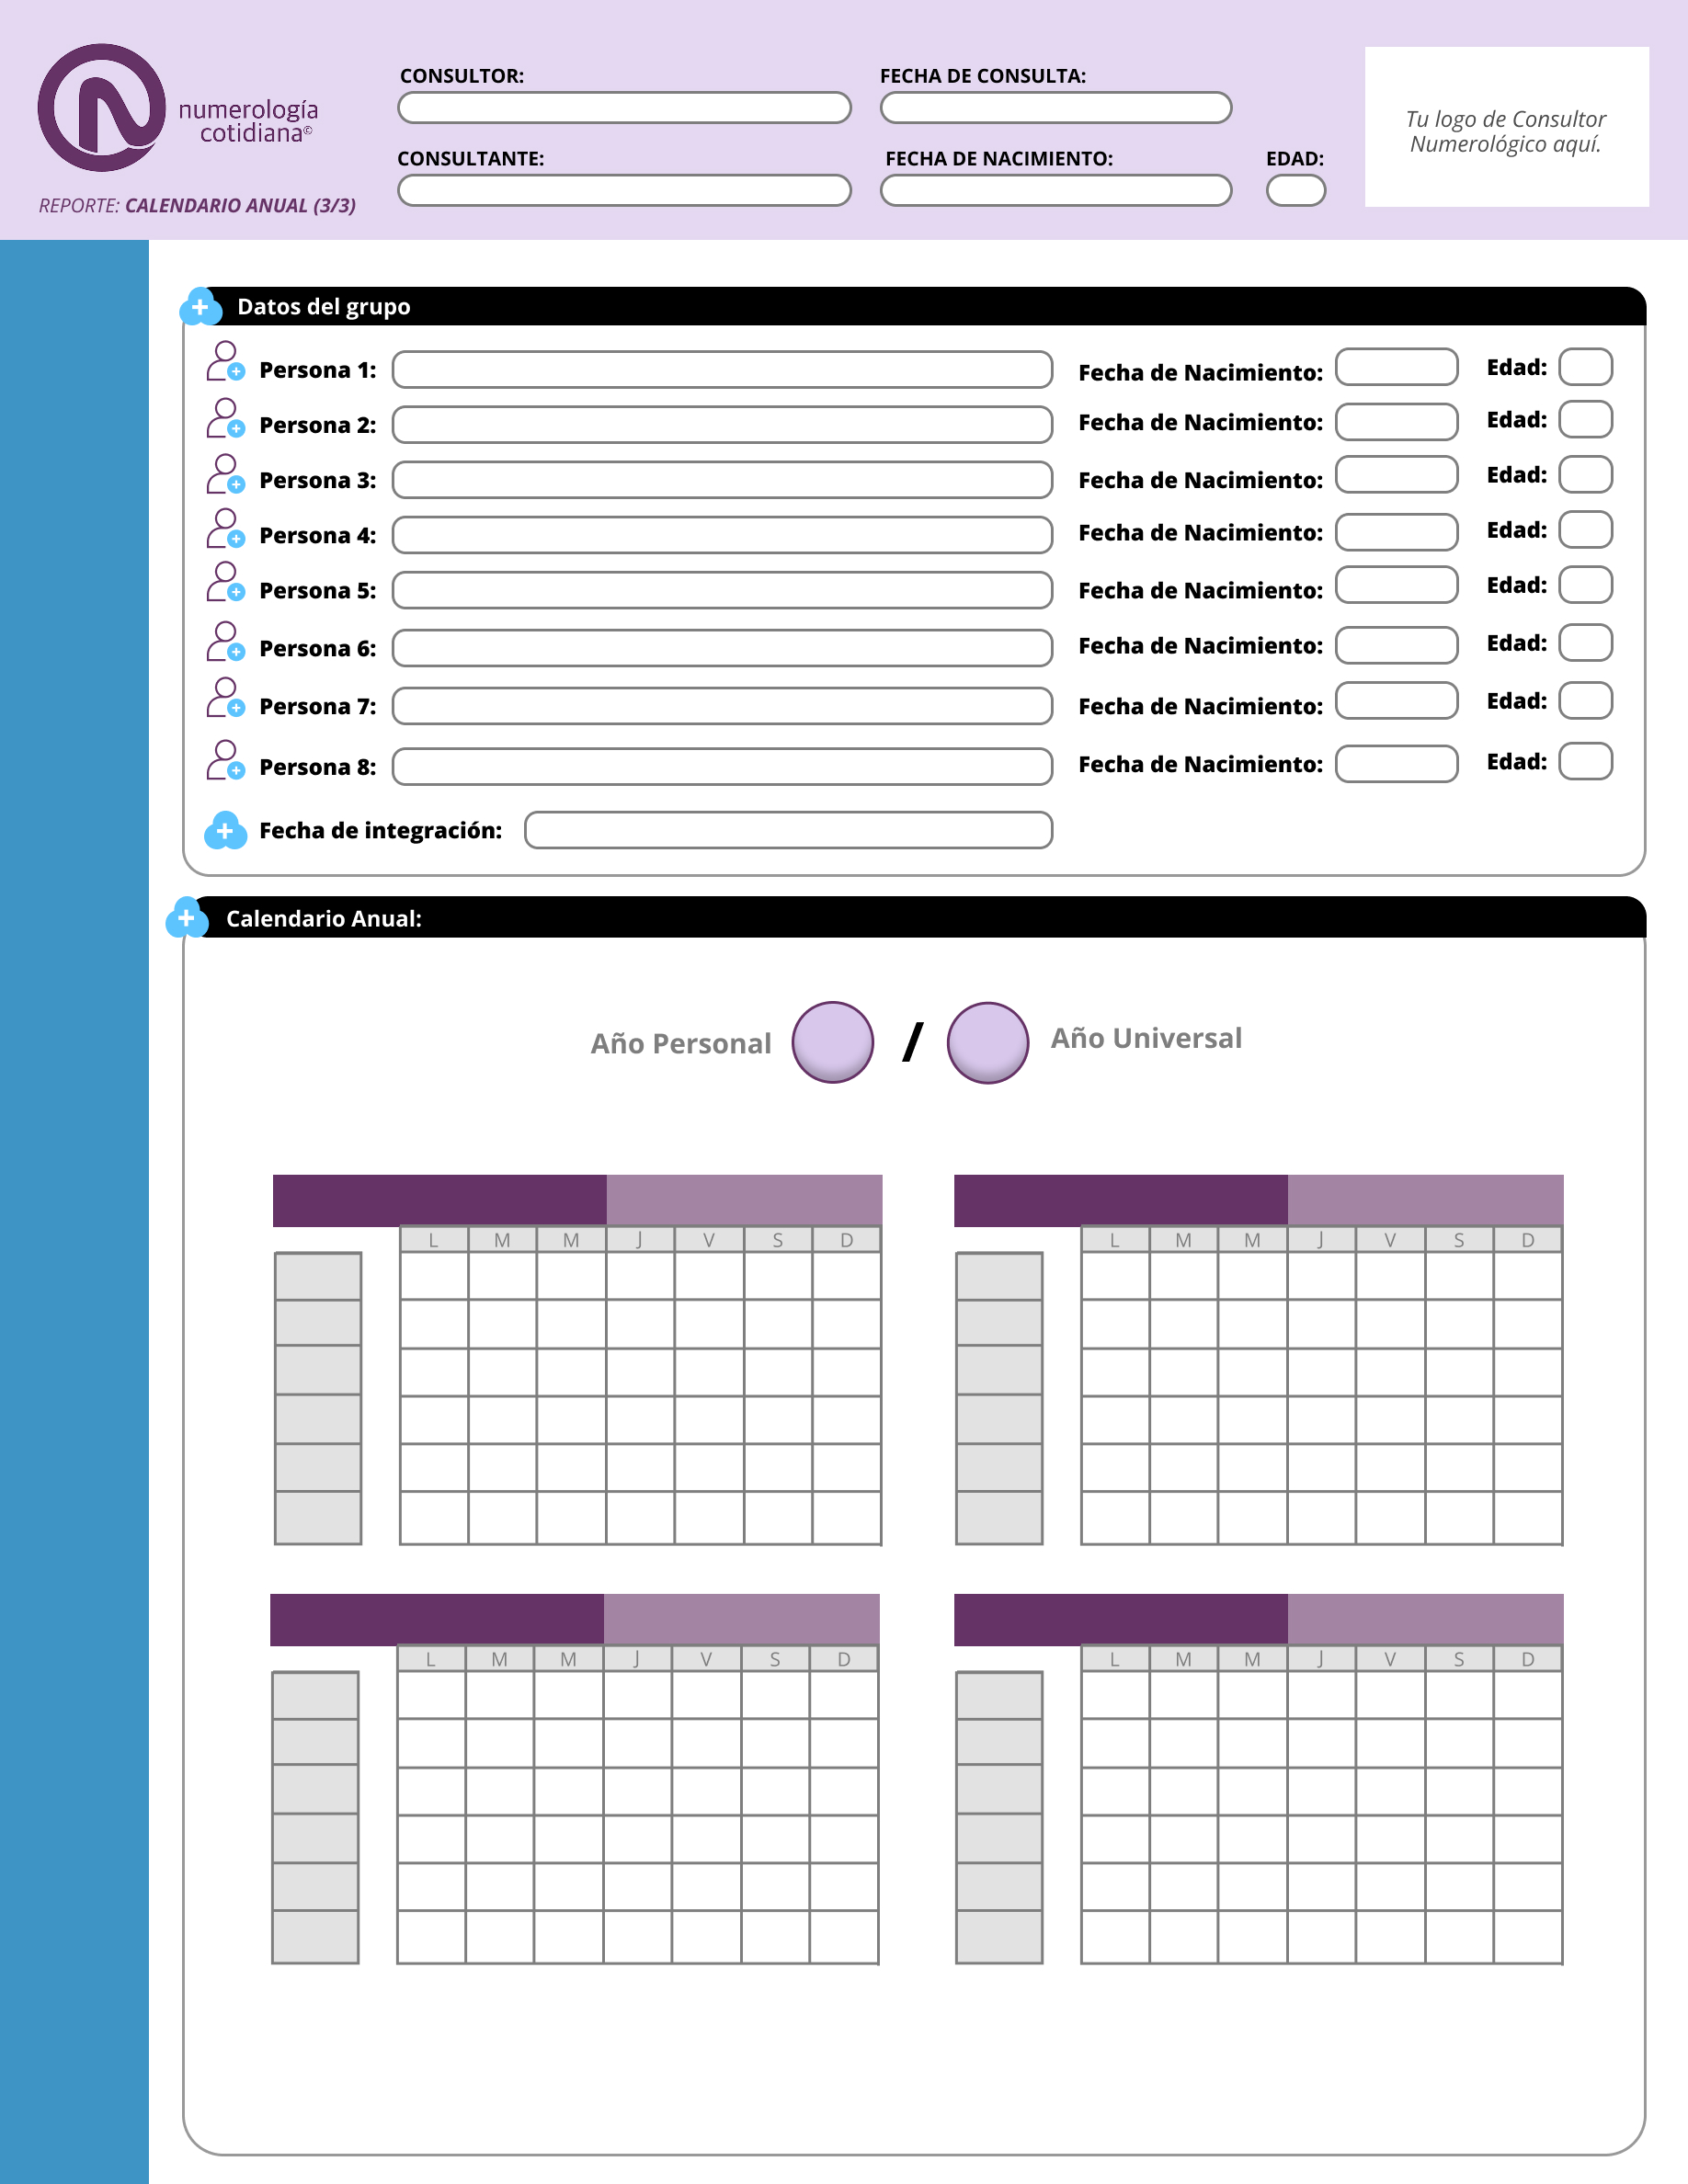 numerología
cotidiana©
REPORTE: CALENDARIO ANUAL (3/3)
CONSULTOR:
FECHA DE CONSULTA:
CONSULTANTE:
FECHA DE NACIMIENTO:
EDAD:
Tu logo de Consultor
Numerológico aquí.
Datos del grupo
Persona 1: Fecha de Nacimiento: Edad:
Persona 2: Fecha de Nacimiento: Edad:
Persona 3: Fecha de Nacimiento: Edad:
Persona 4: Fecha de Nacimiento: Edad:
Persona 5: Fecha de Nacimiento: Edad:
Persona 6: Fecha de Nacimiento: Edad:
Persona 7: Fecha de Nacimiento: Edad:
Persona 8: Fecha de Nacimiento: Edad:
Fecha de integración:
Calendario Anual:
Año Personal / Año Universal
L M M J V S D
L M M J V S D
L M M J V S D
L M M J V S D